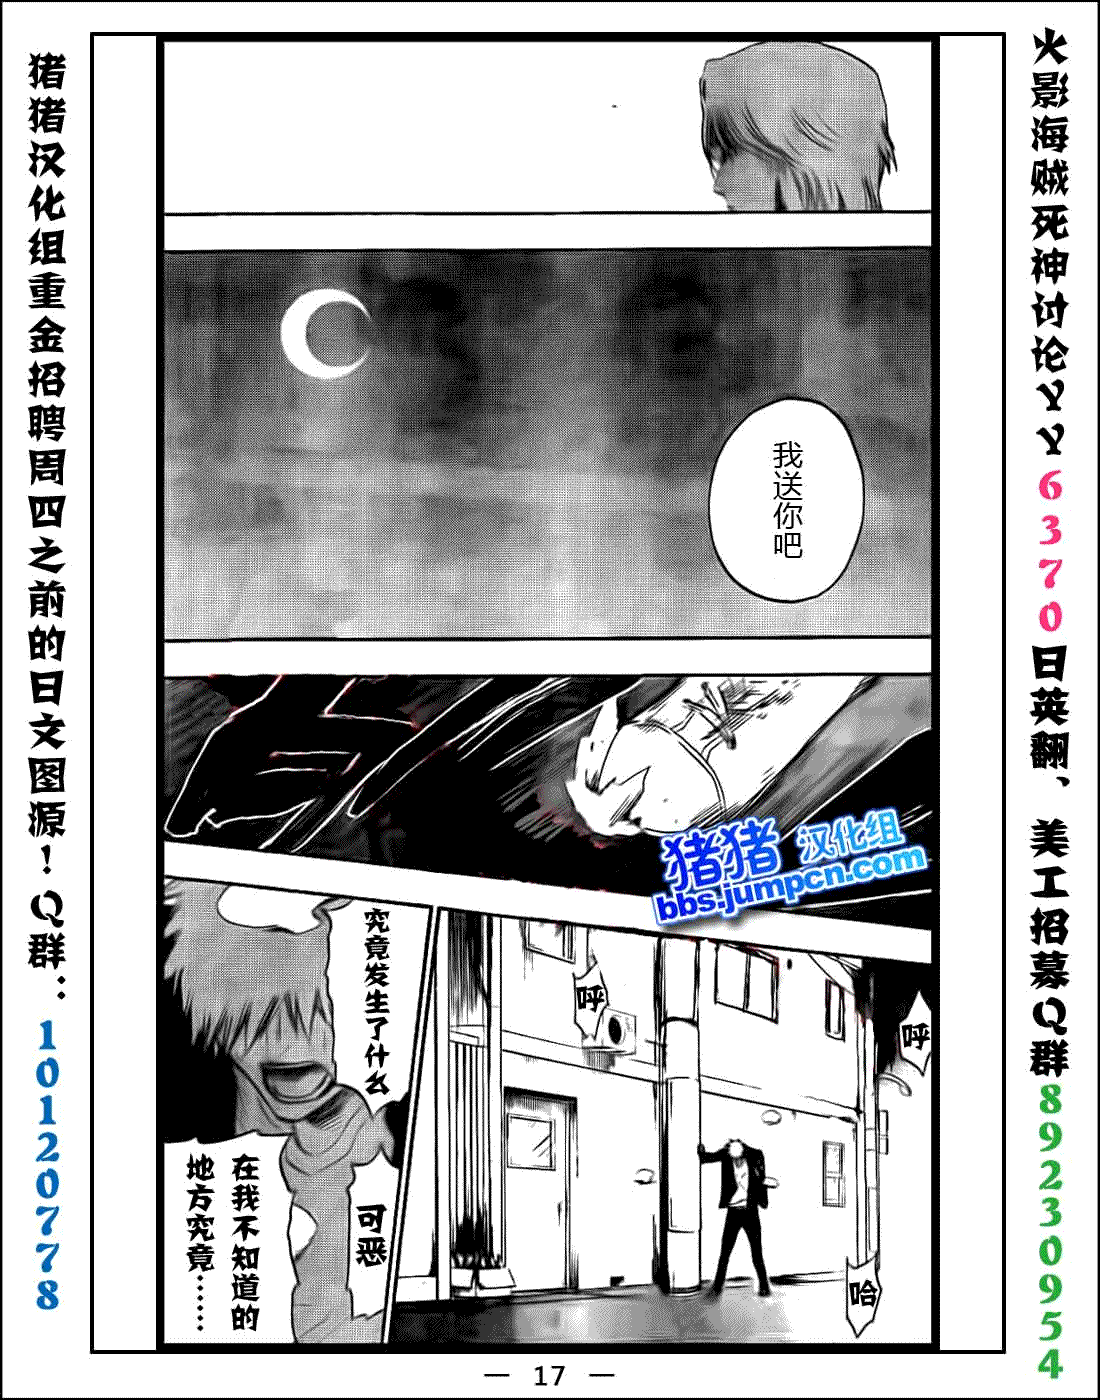 猪猪汉化组重金招聘周四之前的日文图源！Q群：101207778
火影海贼死神讨论YY6370日英翻、美工招募Q群89230954
我送你吧
猪猪汉化组
bbs.jumpcn.com
呼
呼
哈
究竟发生了什么
可恶
在我不知道的
地方究竟……
— 17 —